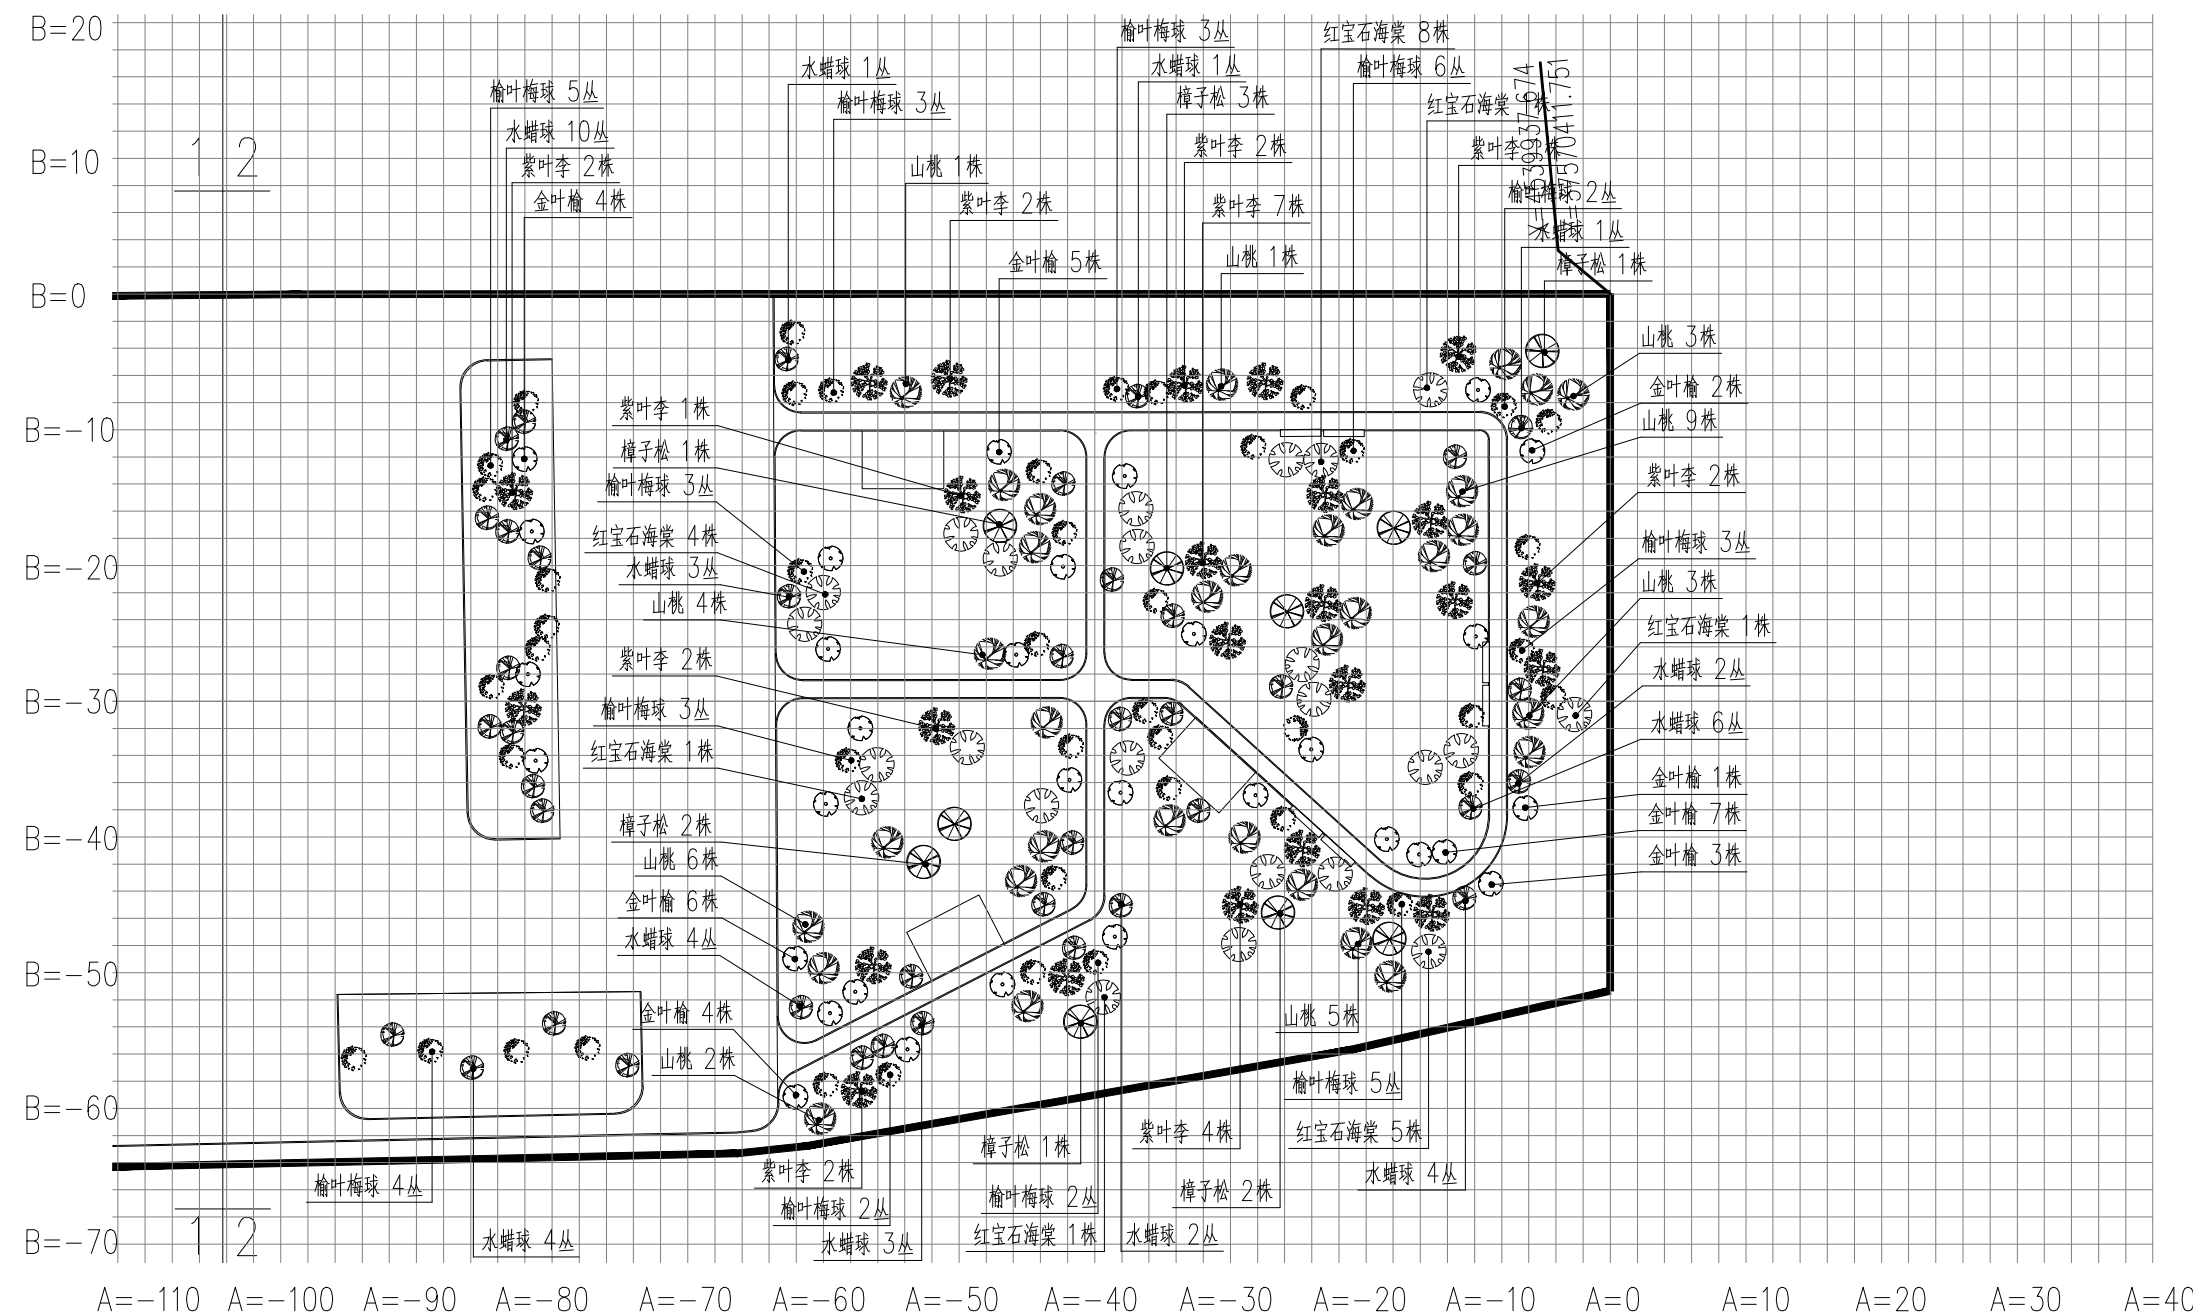 B=20
榆叶梅球 3丛
红宝石海棠 8株
水蜡球 1丛
水蜡球 1丛
榆叶梅球 6丛
榆叶梅球 5丛
榆叶梅球 3丛
樟子松 3株
红宝石海棠 1株
水蜡球 10丛
紫叶李 2株
紫叶李
1 2
B=10
紫叶李 2株
山桃 1株
榆叶梅球 2丛
金叶榆 4株
紫叶李 2株
紫叶李 7株
水蜡球 1丛
金叶榆 5株
山桃 1株
樟子松 1株
B=0
山桃 3株
金叶榆 2株
紫叶李 1株
山桃 9株
B=-10
樟子松 1株
紫叶李 2株
榆叶梅球 3丛
红宝石海棠 4株
榆叶梅球 3丛
B=-20
水蜡球 3丛
山桃 3株
山桃 4株
红宝石海棠 1株
紫叶李 2株
水蜡球 2丛
B=-30
榆叶梅球 3丛
水蜡球 6丛
红宝石海棠 1株
金叶榆 1株
金叶榆 7株
樟子松 2株
B=-40
山桃 6株
金叶榆 3株
金叶榆 6株
水蜡球 4丛
B=-50
金叶榆 4株
山桃 5株
山桃 2株
榆叶梅球 5丛
B=-60
紫叶李 4株
红宝石海棠 5株
樟子松 1株
紫叶李 2株
水蜡球 4丛
榆叶梅球 4丛
樟子松 2株
榆叶梅球 2丛
榆叶梅球 2丛
1 2
B=-70
水蜡球 4丛
水蜡球 3丛
红宝石海棠 1株
水蜡球 2丛
A=-110 A=-100 A=-90 A=-80 A=-70 A=-60 A=-50 A=-40 A=-30 A=-20 A=-10 A=0 A=10 A=20 A=30 A=40